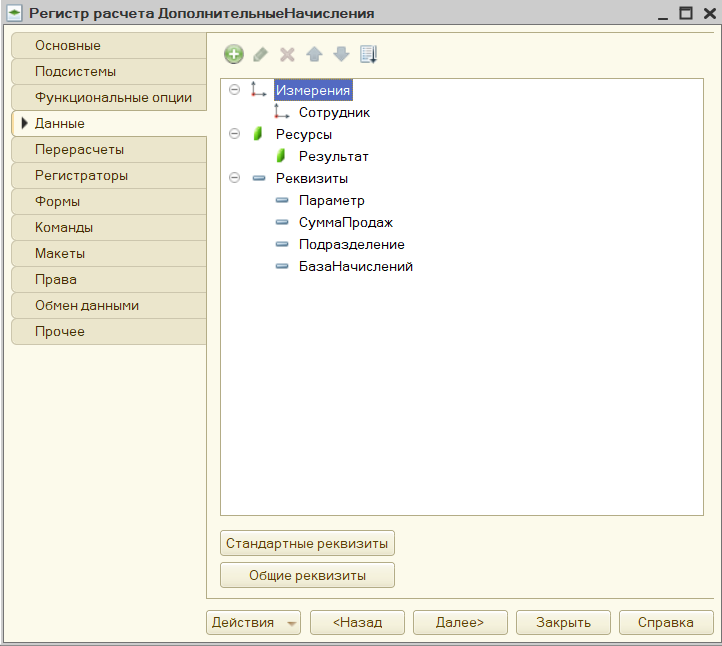 Регистр расчета ДополнительныеНачисления
Основные
Подсистемы
Функциональные опции
Данные
Перерасчеты
Регистраторы
Формы
Команды
Макеты
Права
Обмен данными
Прочее
Измерения
Сотрудник
Ресурсы
Результат
Реквизиты
Параметр
СуммаПродаж
Подразделение
БазаНачислений
Стандартные реквизиты
Общие реквизиты
Действия
<Назад
Далее>
Закрыть
Справка